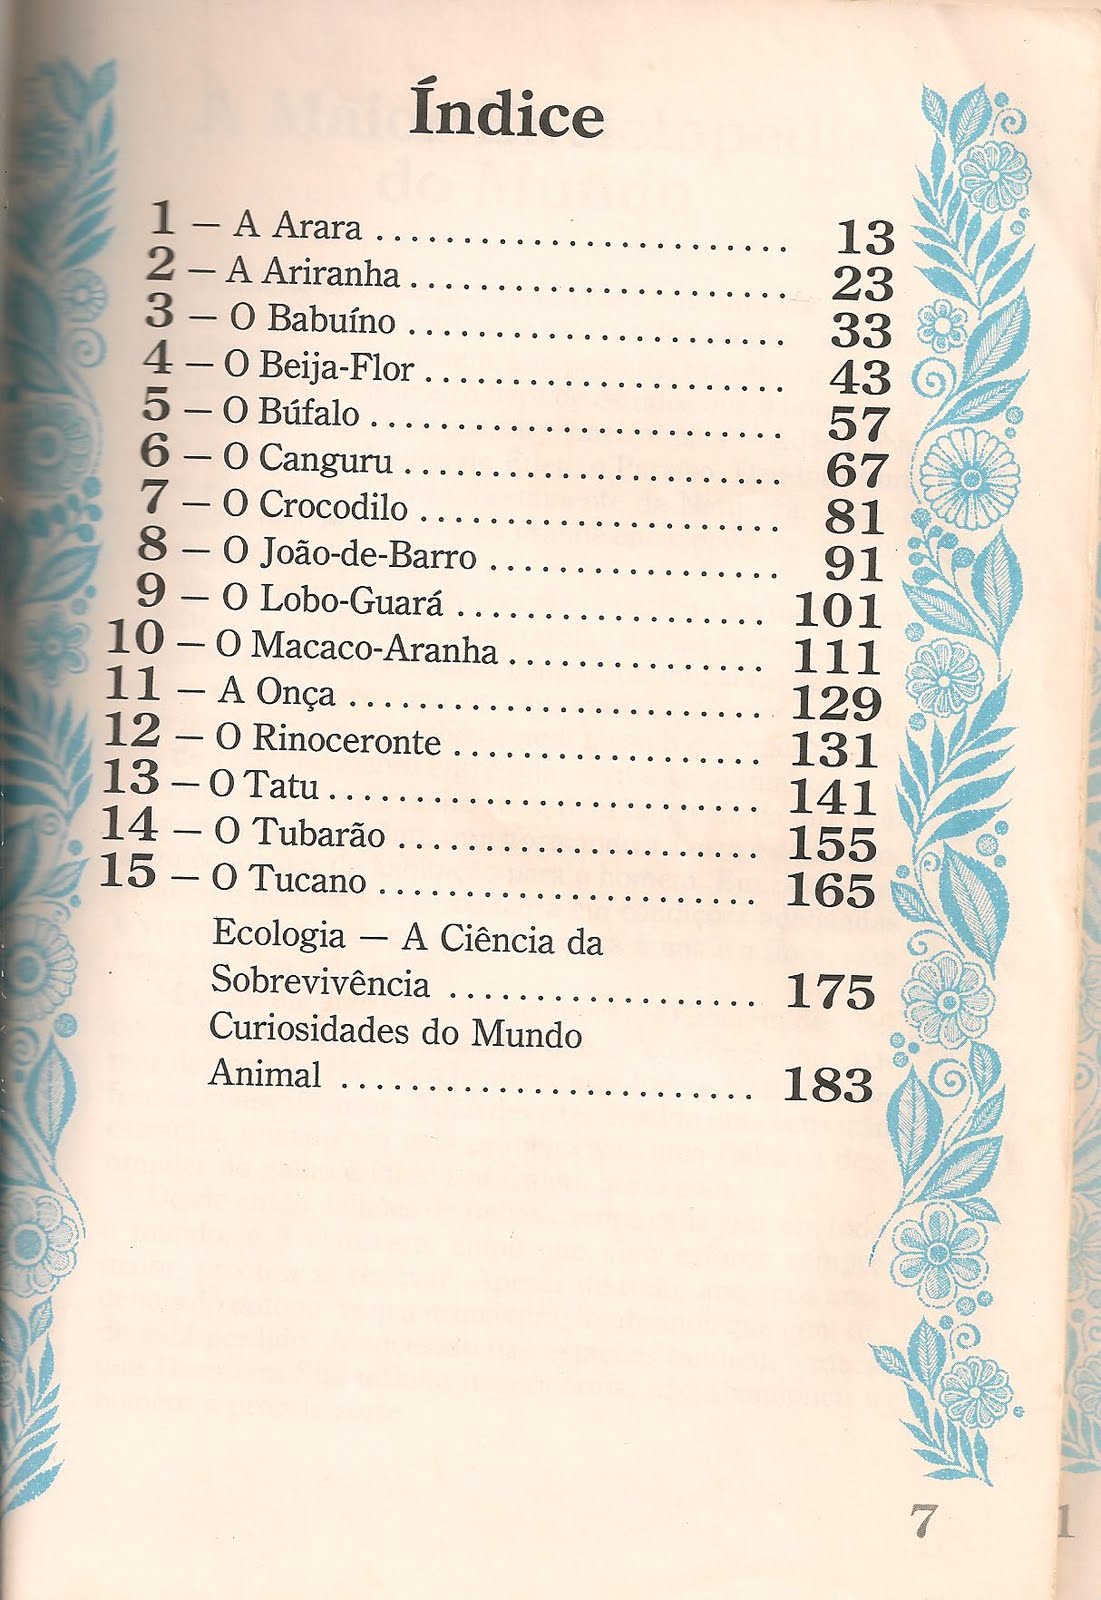 Índice
1 — A Arara ........................ 13
2 — A Ariranha ...................... 23
3 — O Babuíno ...................... 33
4 — O Beija-Flor ..................... 43
5 — O Búfalo ........................ 57
6 — O Canguru ...................... 67
7 — O Crocodilo ..................... 81
8 — O João-de-Barro ................. 91
9 — O Lobo-Guará .................. 101
10 — O Macaco-Aranha ............... 111
11 — A Onça ........................ 129
12 — O Rinoceronte .................. 131
13 — O Tatu ......................... 141
14 — O Tubarão ..................... 155
15 — O Tucano ...................... 165
Ecologia — A Ciência da
Sobrevivência .................. 175
Curiosidades do Mundo
Animal ........................ 183
7
1